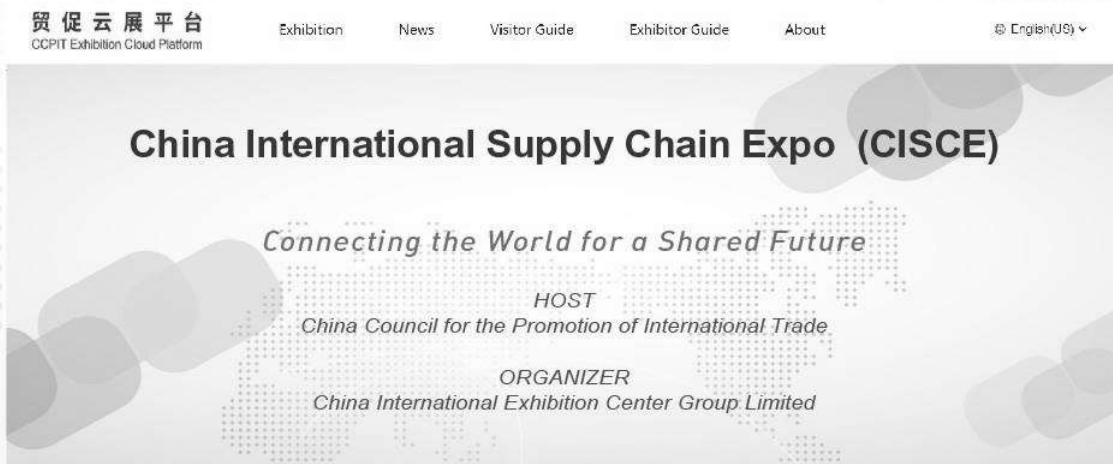 贸促云展平台
CCPIT Exhibition Cloud Platform
Exhibition News Visitor Guide Exhibitor Guide About English(US)
China International Supply Chain Expo (CISCE)
Connecting the World for a Shared Future
HOST
China Council for the Promotion of International Trade
ORGANIZER
China International Exhibition Center Group Limited